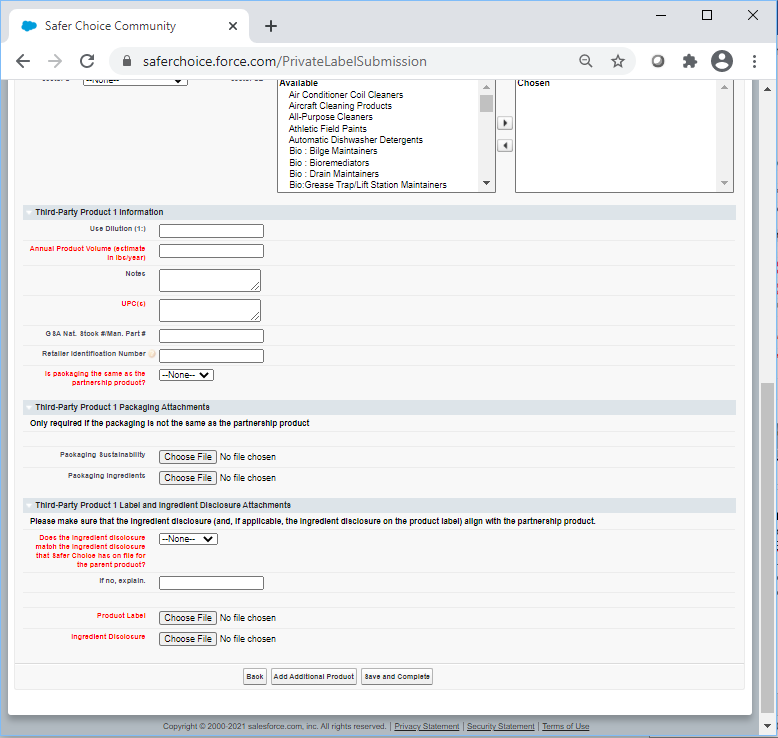 Safer Choice Community
saferchoice.force.com/PrivateLabelSubmission
--None--
Available
Chosen
Air Conditioner Coil Cleaners
Aircraft Cleaning Products
All-Purpose Cleaners
Athletic Field Paints
Automatic Dishwasher Detergents
Bio : Bilge Maintainers
Bio : Bioremediators
Bio : Drain Maintainers
Bio:Grease Trap/Lift Station Maintainers
Third-Party Product 1 Information
Use Dilution (1:)
Annual Product Volume (estimate
in lbs/year)
Notes
UPC(s)
GSA Nat. Stock #/Man. Part #
Retailer Identification Number
Is packaging the same as the
partnership product?
--None--
Third-Party Product 1 Packaging Attachments
Only required if the packaging is not the same as the partnership product
Packaging Sustainability
Choose File No file chosen
Packaging Ingredients
Choose File No file chosen
Third-Party Product 1 Label and Ingredient Disclosure Attachments
Please make sure that the ingredient disclosure (and, if applicable, the ingredient disclosure on the product label) align with the partnership product.
Does the ingredient disclosure
match the ingredient disclosure
that Safer Choice has on file for
the parent product?
--None--
If no, explain.
Product Label
Choose File No file chosen
Ingredient Disclosure
Choose File No file chosen
Back
Add Additional Product
Save and Complete
Copyright © 2000-2021 salesforce.com, inc. All rights reserved. | Privacy Statement | Security Statement | Terms of Use